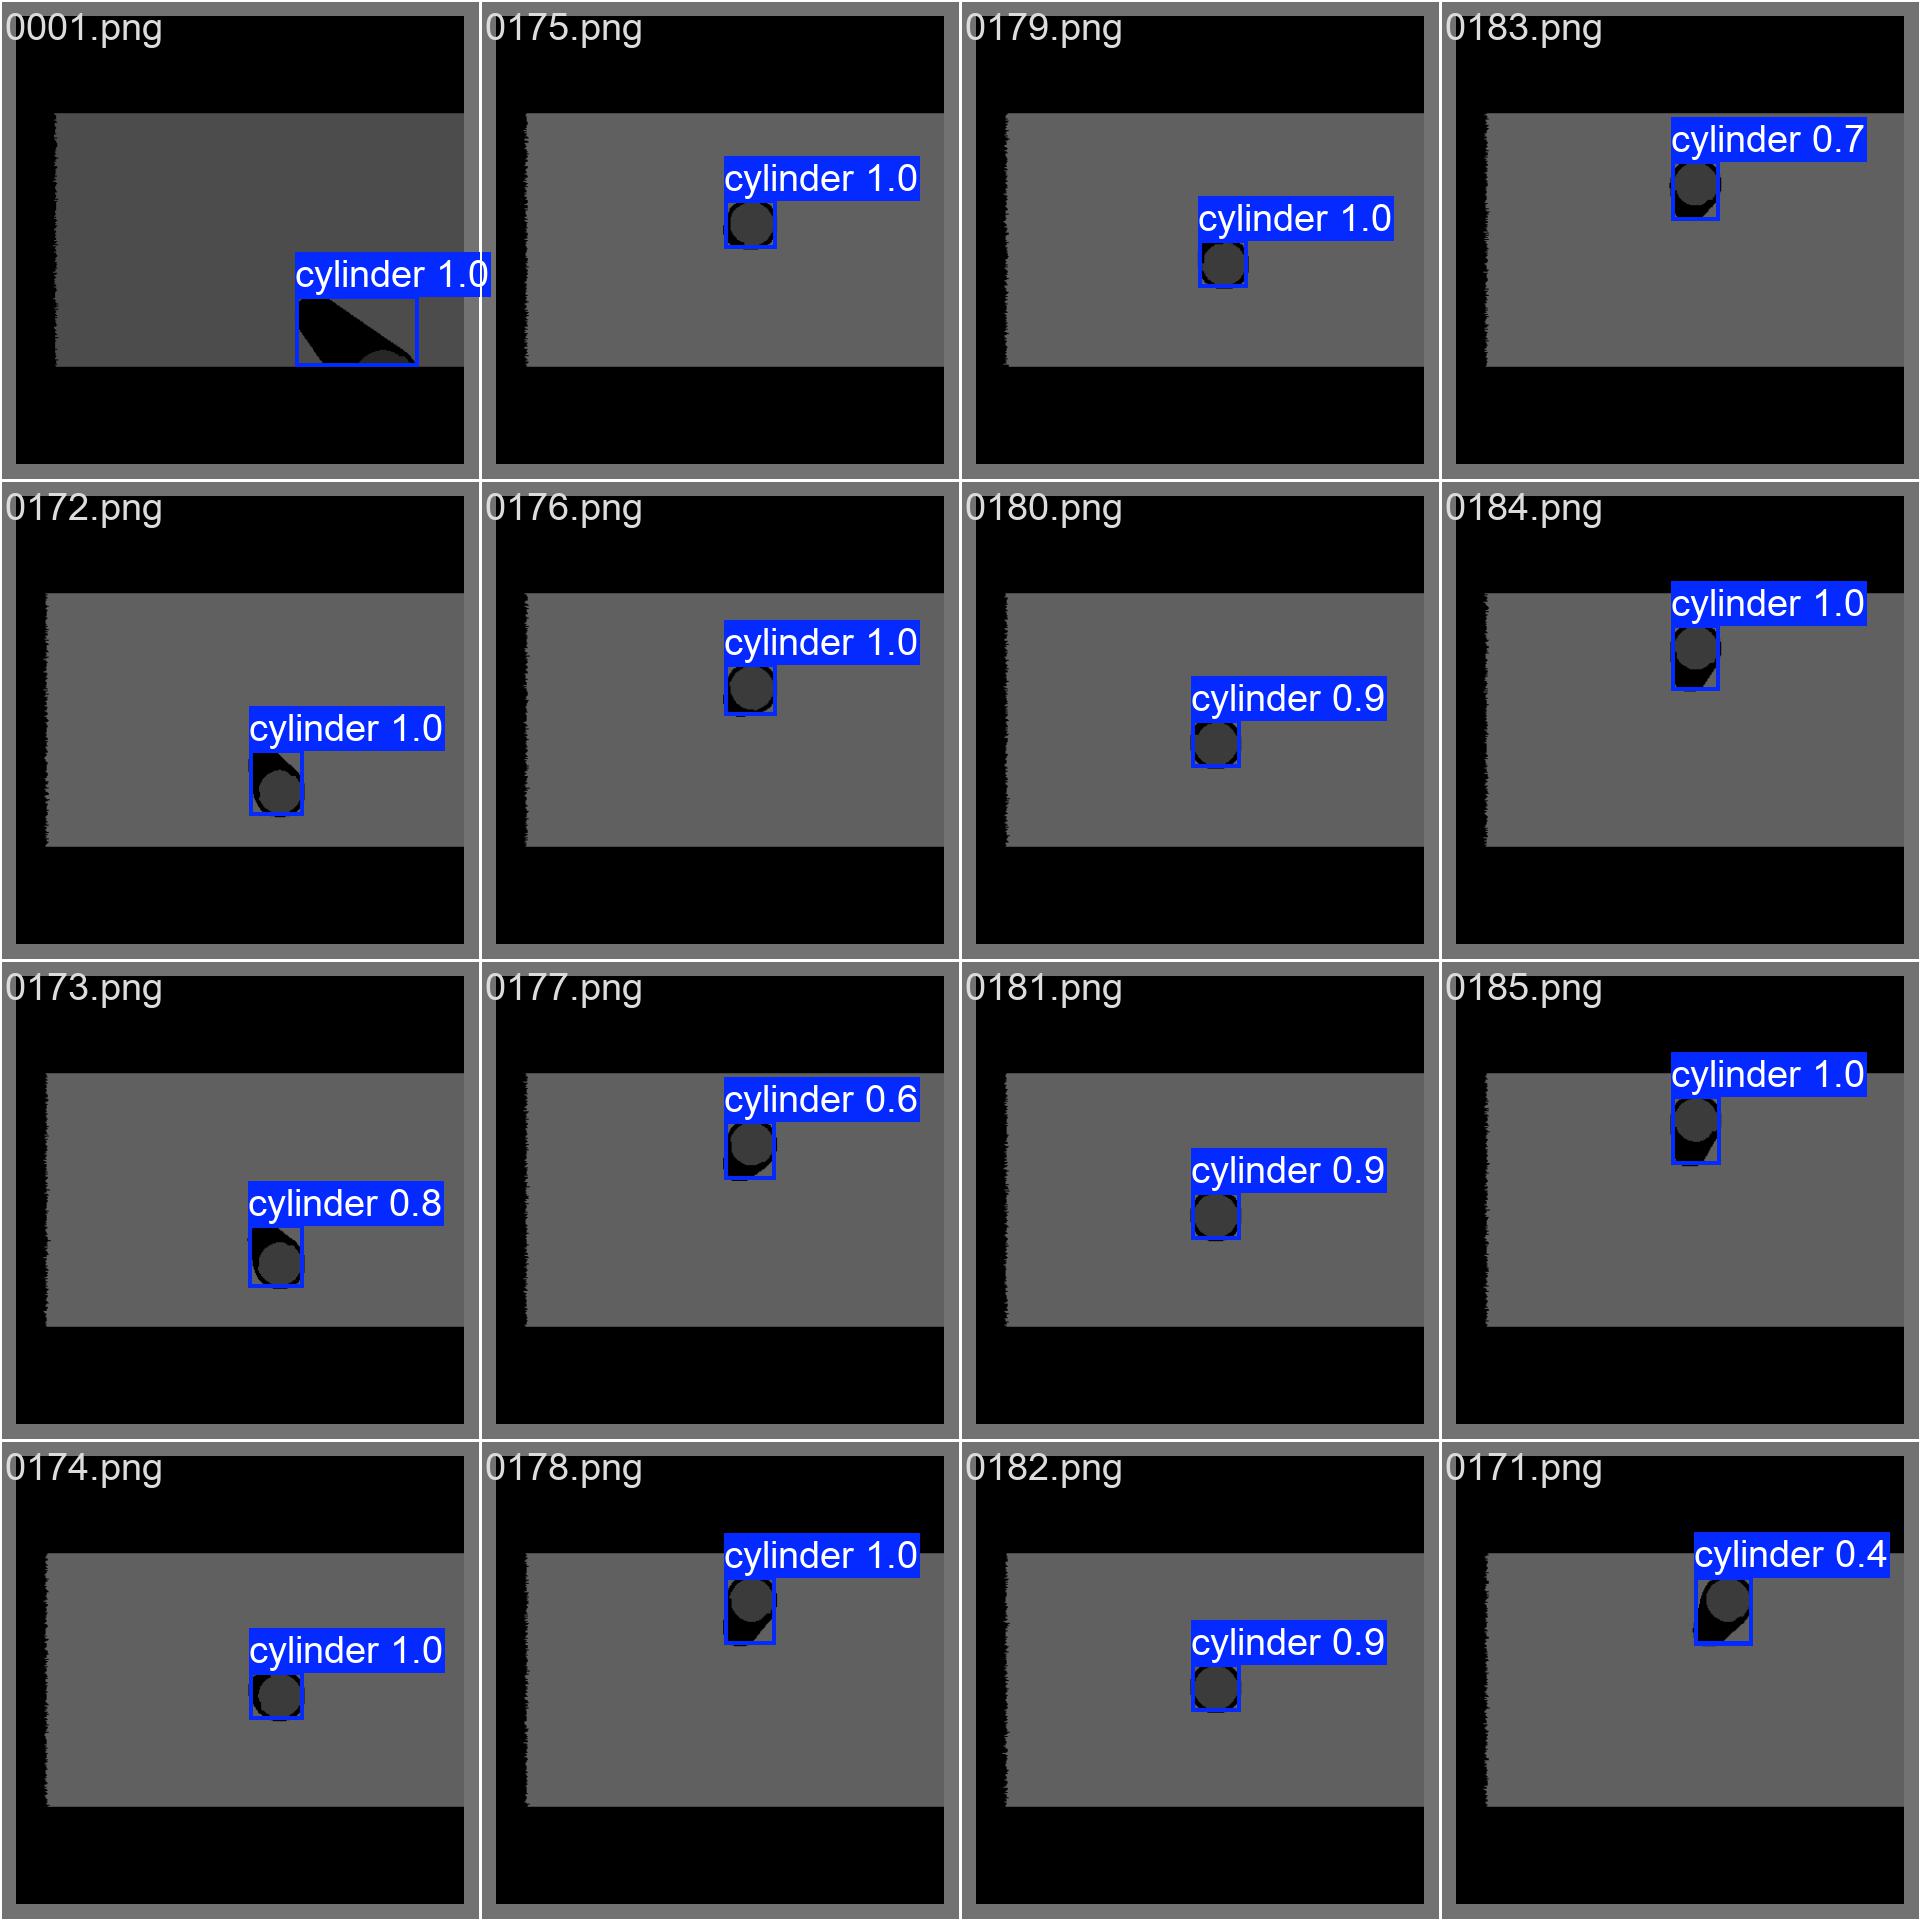 0001.png
cylinder 1.0
0175.png
cylinder 1.0
0179.png
cylinder 1.0
0183.png
cylinder 0.7
0172.png
cylinder 1.0
0176.png
cylinder 1.0
0180.png
cylinder 0.9
0184.png
cylinder 1.0
0173.png
cylinder 0.8
0177.png
cylinder 0.6
0181.png
cylinder 0.9
0185.png
cylinder 1.0
0174.png
cylinder 1.0
0178.png
cylinder 1.0
0182.png
cylinder 0.9
0171.png
cylinder 0.4